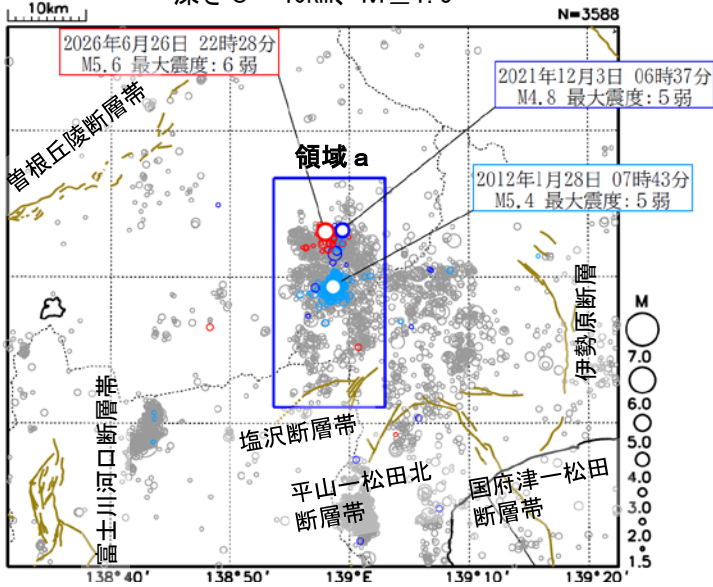 10km
N=3588
2026年6月26日 22時28分
M5.6 最大震度:6弱
2021年12月3日 06時37分
M4.8 最大震度:5弱
曽根丘陵断層帯
領域a
2012年1月28日 07時43分
M5.4 最大震度:5弱
伊勢原断層
M
7.0
6.0
5.0
4.0
3.0
2.0
1.5
富士川河口断層帯
塩沢断層帯
平山ー松田北
断層帯
国府津ー松田
断層帯
138°40'
138°50'
139°E
139°10'
139°20'